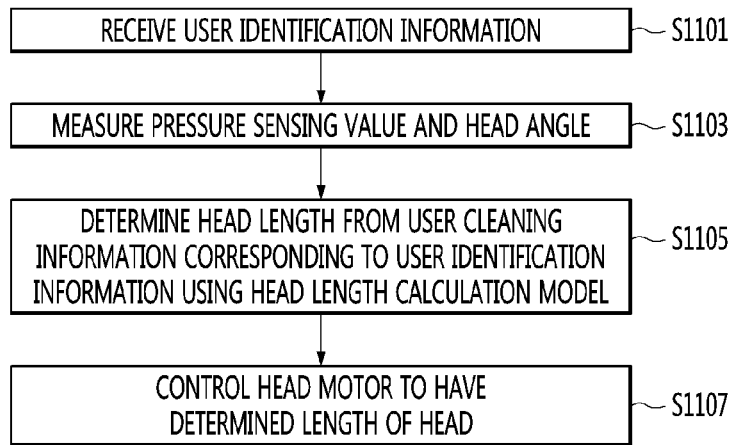 RECEIVE USER IDENTIFICATION INFORMATION
S1101
MEASURE PRESSURE SENSING VALUE AND HEAD ANGLE
S1103
DETERMINE HEAD LENGTH FROM USER CLEANING
INFORMATION CORRESPONDING TO USER IDENTIFICATION
INFORMATION USING HEAD LENGTH CALCULATION MODEL
S1105
CONTROL HEAD MOTOR TO HAVE
DETERMINED LENGTH OF HEAD
S1107